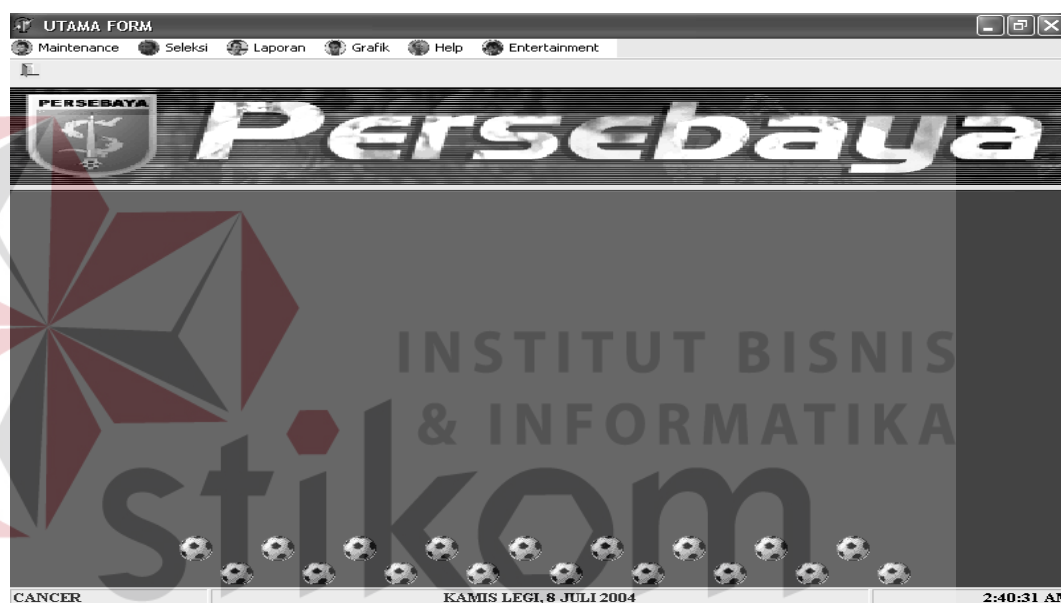 UTAMA FORM
Maintenance Seleksi Laporan Grafik Help Entertainment
PERSEBAYA
Persebaya
INSTITUT BISNIS
& INFORMATIKA
stikom
CANCER KAMIS LEGI, 8 JULI 2004 2:40:31 AM